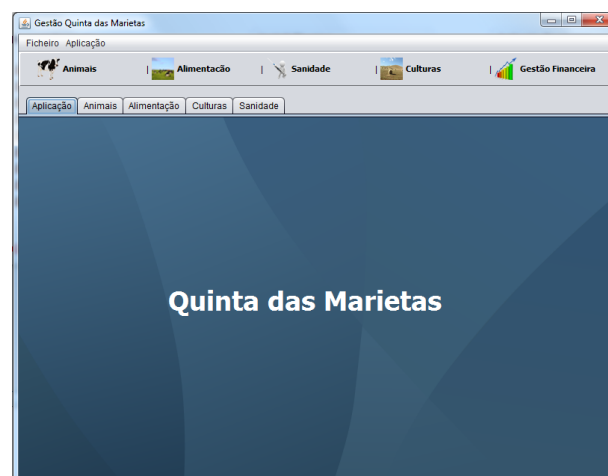 Gestão Quinta das Marietas
Ficheiro Aplicação
Animais | Alimentacão | Sanidade | Culturas | Gestão Financeira
Aplicação Animais Alimentação Culturas Sanidade
Quinta das Marietas